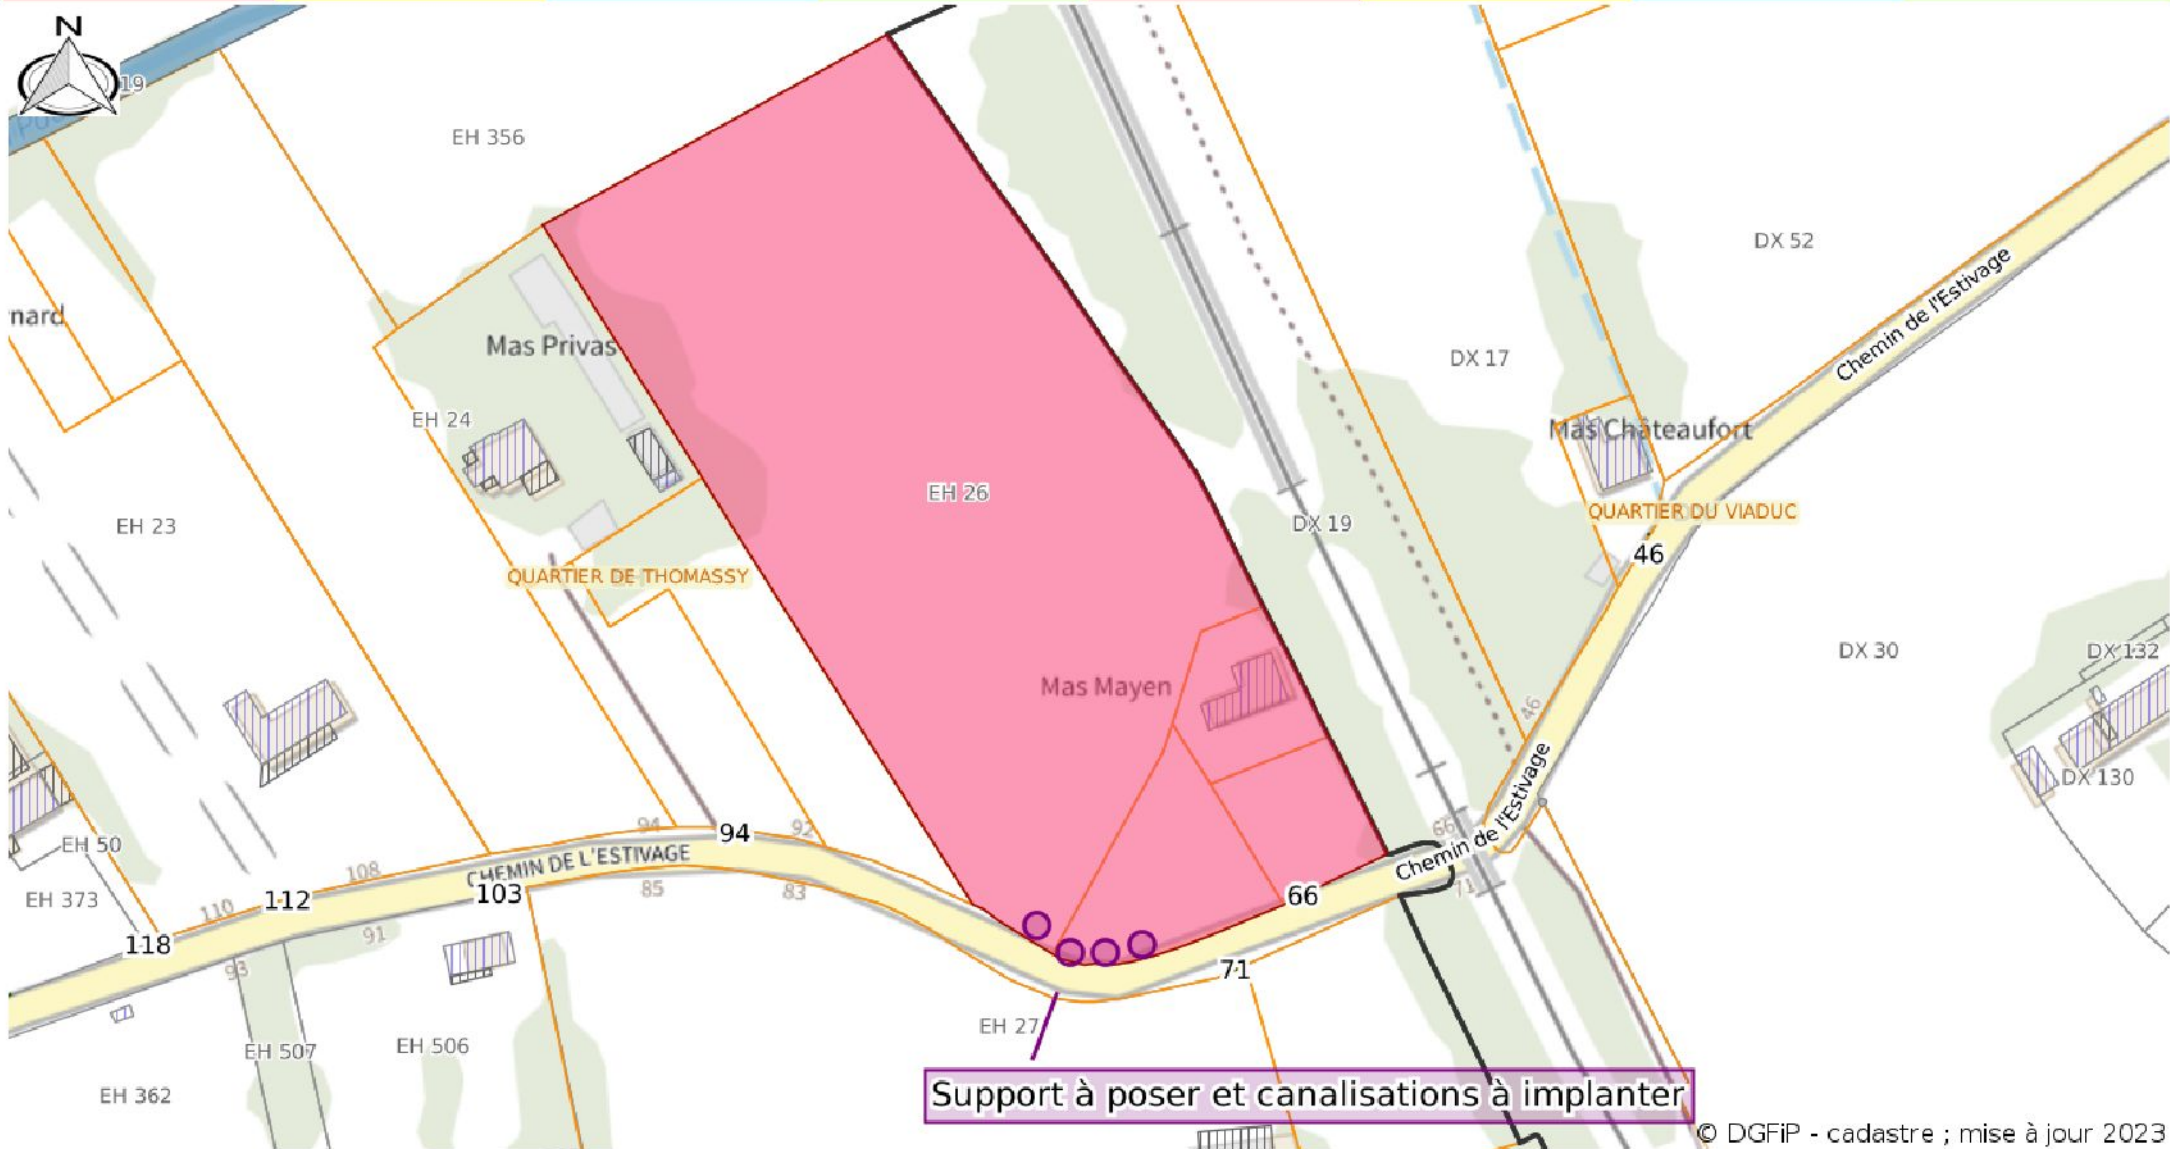 N
19
EH 356
DX 52
Chemin de l'Estivage
nard
Mas Privas
DX 17
EH 24
Mas Châteaufort
EH 26
QUARTIER DU VIADUC
EH 23
DX 19
46
QUARTIER DE THOMASSY
DX 30
DX 132
Mas Mayen
46
DX 130
Chemin de l'Estivage
94
94
92
66
EH 50
CHEMIN DE L'ESTIVAGE
108
103
85
83
66
71
EH 373
112
110
118
91
93
71
EH 27
EH 507
EH 506
EH 362
Support à poser et canalisations à implanter
© DGFiP - cadastre ; mise à jour 2023